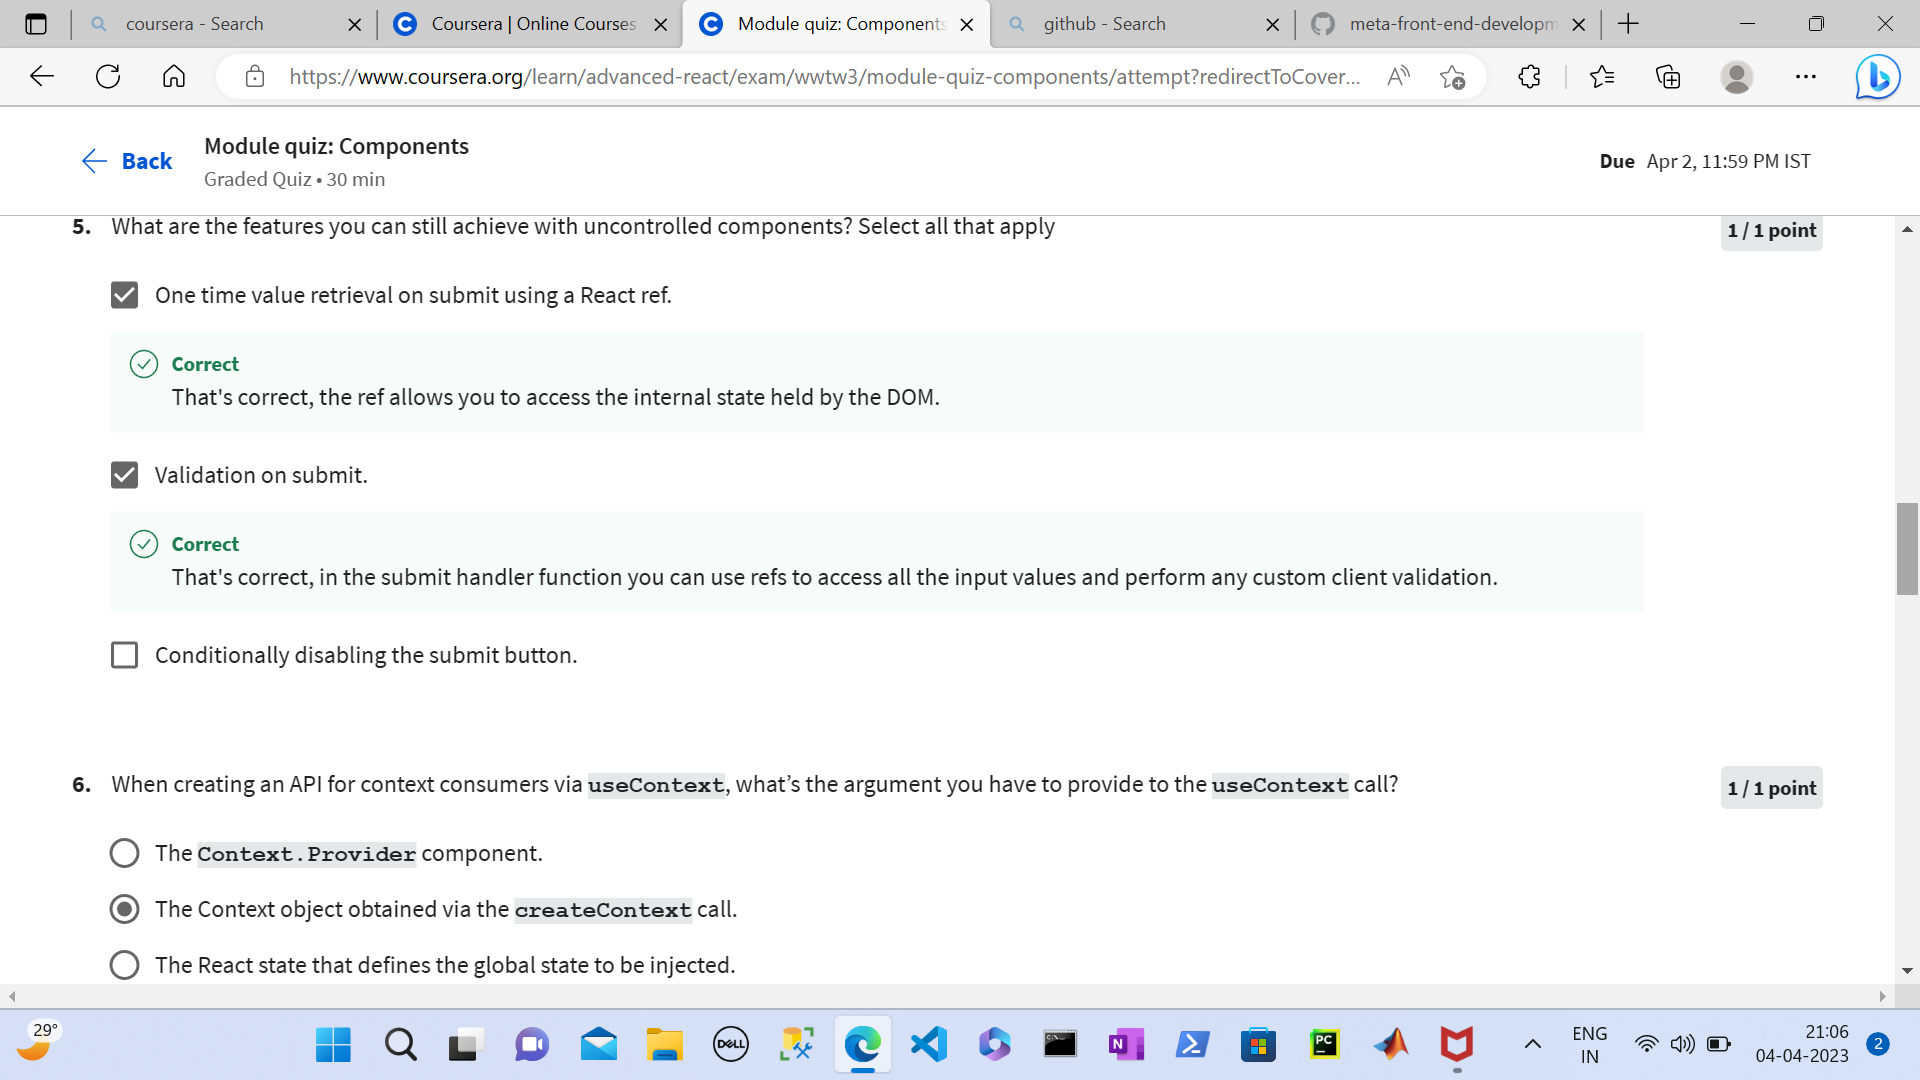 coursera - Search
Coursera | Online Courses
Module quiz: Components
github - Search
meta-front-end-developm
https://www.coursera.org/learn/advanced-react/exam/wwtw3/module-quiz-components/attempt?redirectToCover...
Back
Module quiz: Components
Graded Quiz • 30 min
Due Apr 2, 11:59 PM IST
5. What are the features you can still achieve with uncontrolled components? Select all that apply
1 / 1 point
One time value retrieval on submit using a React ref.
Correct
That's correct, the ref allows you to access the internal state held by the DOM.
Validation on submit.
Correct
That's correct, in the submit handler function you can use refs to access all the input values and perform any custom client validation.
Conditionally disabling the submit button.
6. When creating an API for context consumers via useContext, what’s the argument you have to provide to the useContext call?
1 / 1 point
The Context.Provider component.
The Context object obtained via the createContext call.
The React state that defines the global state to be injected.
29°
DELL
N
PC
ENG
IN
21:06
04-04-2023
2